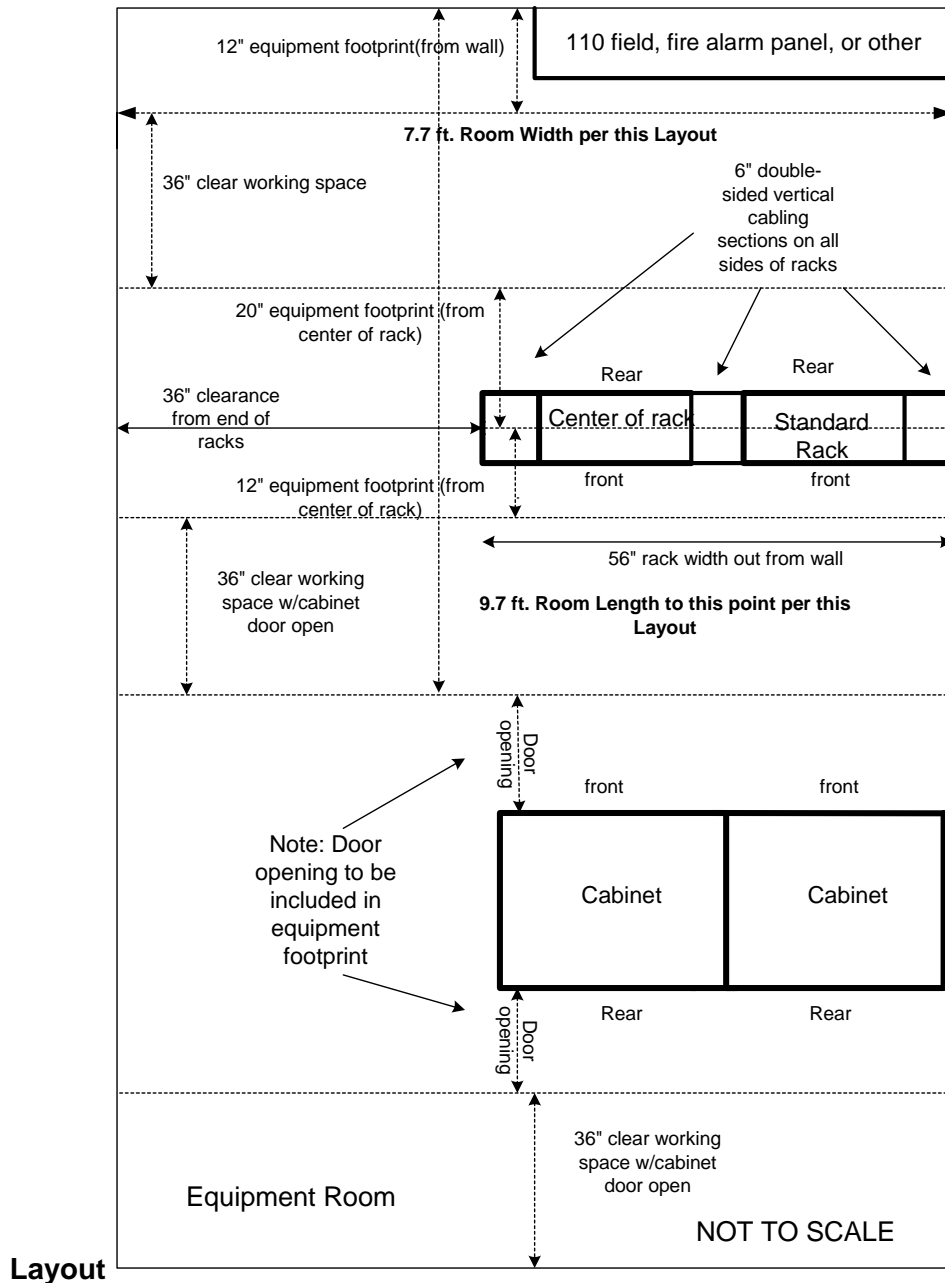 12" equipment footprint(from wall)
110 field, fire alarm panel, or other
7.7 ft. Room Width per this Layout
36" clear working space
6" double-
sided vertical
cabling
sections on all
sides of racks
20" equipment footprint (from
center of rack)
Rear
Rear
36" clearance
from end of
racks
Center of rack
Standard
Rack
12" equipment footprint (from
center of rack)
front
front
56" rack width out from wall
36" clear working
space w/cabinet
door open
9.7 ft. Room Length to this point per this
Layout
Door
opening
front
front
Note: Door
opening to be
included in
equipment
footprint
Cabinet
Cabinet
Rear
Rear
Door
opening
36" clear working
space w/cabinet
door open
Equipment Room
NOT TO SCALE
Layout